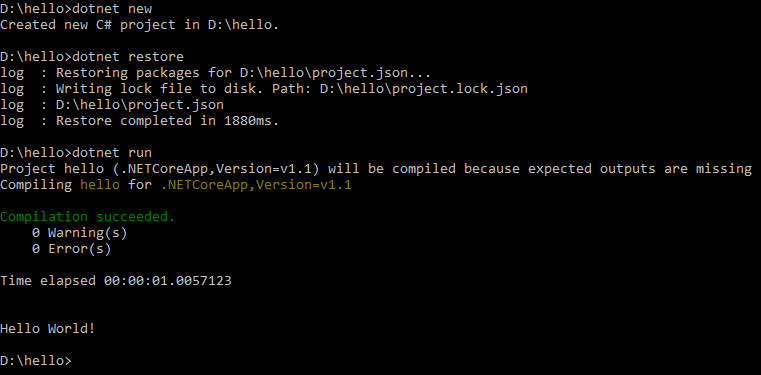 D:\hello>dotnet new
Created new C# project in D:\hello.
D:\hello>dotnet restore
log  : Restoring packages for D:\hello\project.json...
log  : Writing lock file to disk. Path: D:\hello\project.lock.json
log  : D:\hello\project.json
log  : Restore completed in 1880ms.
D:\hello>dotnet run
Project hello (.NETCoreApp,Version=v1.1) will be compiled because expected outputs are missing
Compiling hello for .NETCoreApp,Version=v1.1
Compilation succeeded.
    0 Warning(s)
    0 Error(s)
Time elapsed 00:00:01.0057123
Hello World!
D:\hello>